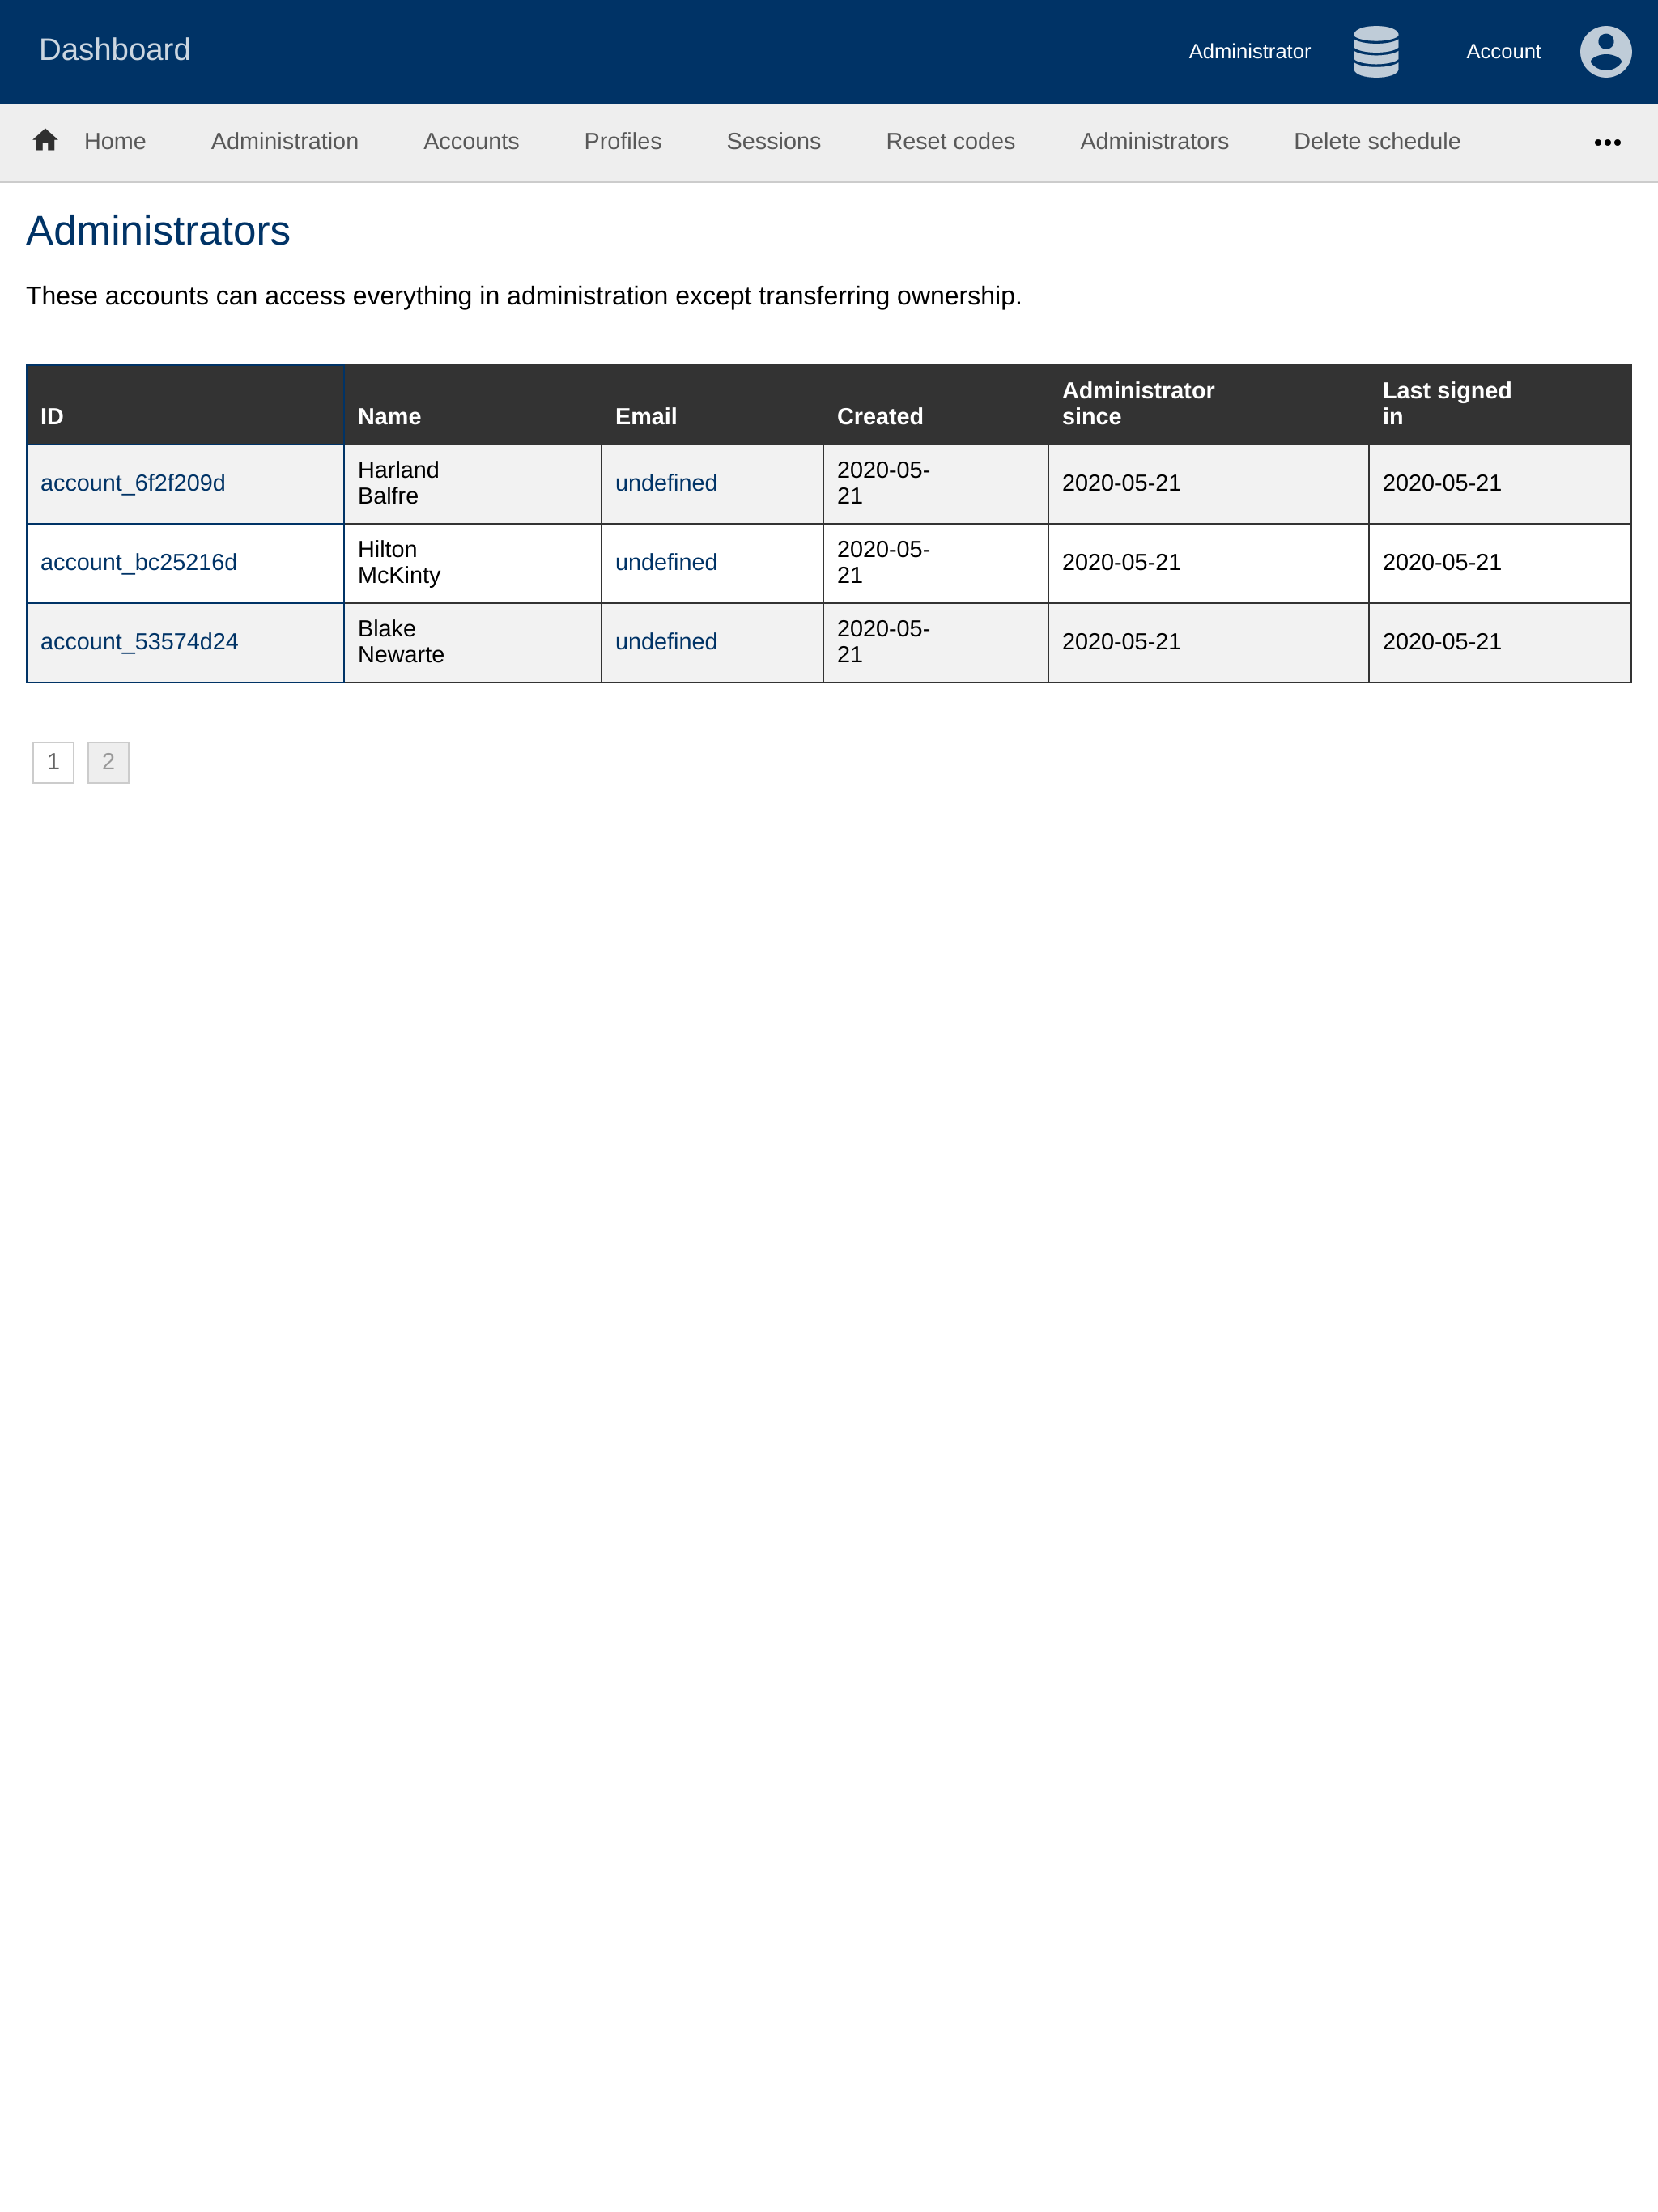 Dashboard
Administrator
Account
Home Administration Accounts Profiles Sessions Reset codes Administrators Delete schedule
Administrators
These accounts can access everything in administration except transferring ownership.
ID Name Email Created Administrator since Last signed in
account_6f2f209d Harland Balfre undefined 2020-05-21 2020-05-21 2020-05-21
account_bc25216d Hilton McKinty undefined 2020-05-21 2020-05-21 2020-05-21
account_53574d24 Blake Newarte undefined 2020-05-21 2020-05-21 2020-05-21
1 2